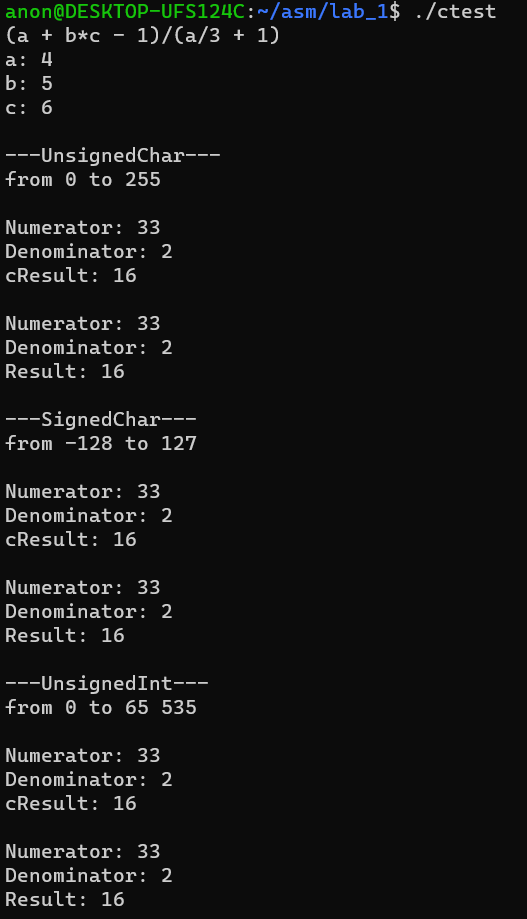 anon@DESKTOP-UFS124C:~/asm/lab_1$ ./ctest
(a + b*c - 1)/(a/3 + 1)
a: 4
b: 5
c: 6
---UnsignedChar---
from 0 to 255
Numerator: 33
Denominator: 2
cResult: 16
Numerator: 33
Denominator: 2
Result: 16
---SignedChar---
from -128 to 127
Numerator: 33
Denominator: 2
cResult: 16
Numerator: 33
Denominator: 2
Result: 16
---UnsignedInt---
from 0 to 65 535
Numerator: 33
Denominator: 2
cResult: 16
Numerator: 33
Denominator: 2
Result: 16